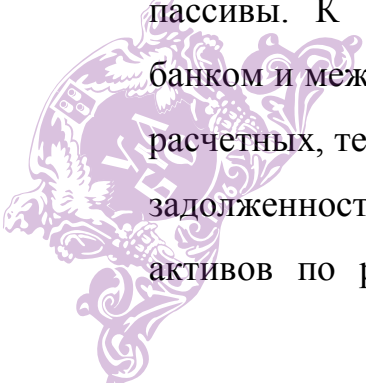 пассивы. К
банком и меж
расчетных, те
задолженност
активов по р